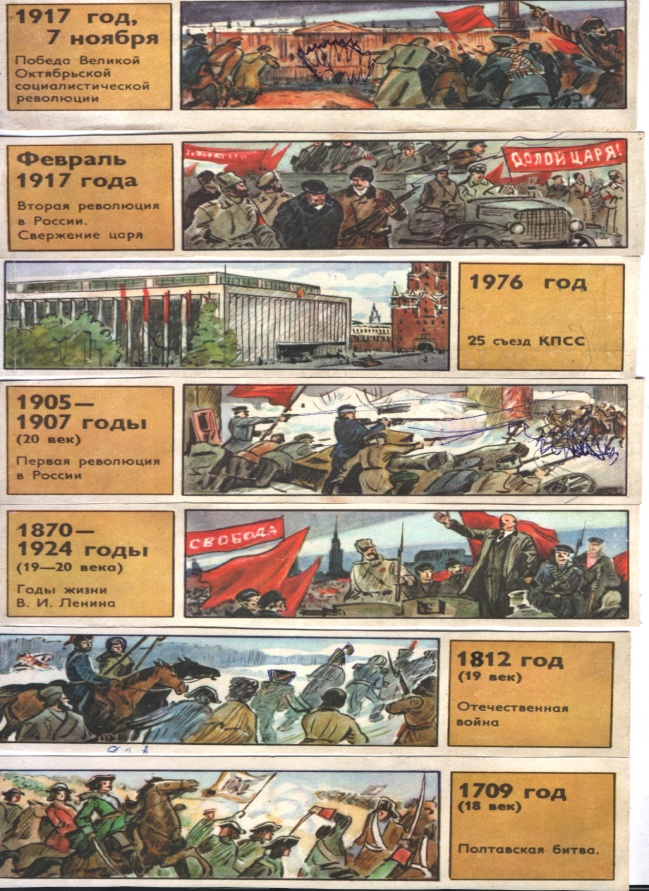 1917 год,
7 ноября
Победа Великой
Октябрьской
социалистической
революции
Февраль
1917 года
Вторая революция
в России.
Свержение царя
ДОЛОЙ ЦАРЯ!
1976 год
25 съезд КПСС
1905—
1907 годы
(20 век)
Первая революция
в России
1870—
1924 годы
(19—20 века)
Годы жизни
В. И. Ленина
СВОБОДА
1812 год
(19 век)
Отечественная
война
1709 год
(18 век)
Полтавская битва.